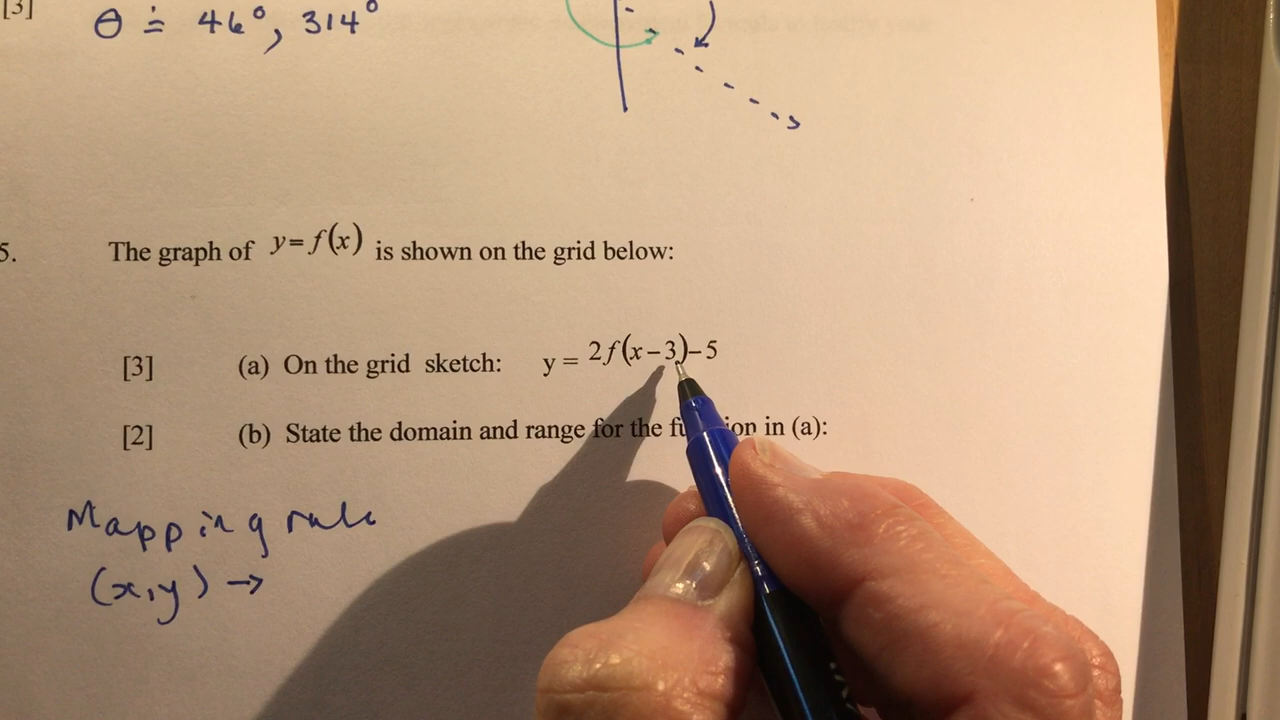 [3]
θ ≐ 46°, 314°
5. The graph of y=f(x) is shown on the grid below:
[3] (a) On the grid sketch: y = 2f(x−3)−5
[2] (b) State the domain and range for the function in (a):
Mapping rule
(x,y) →